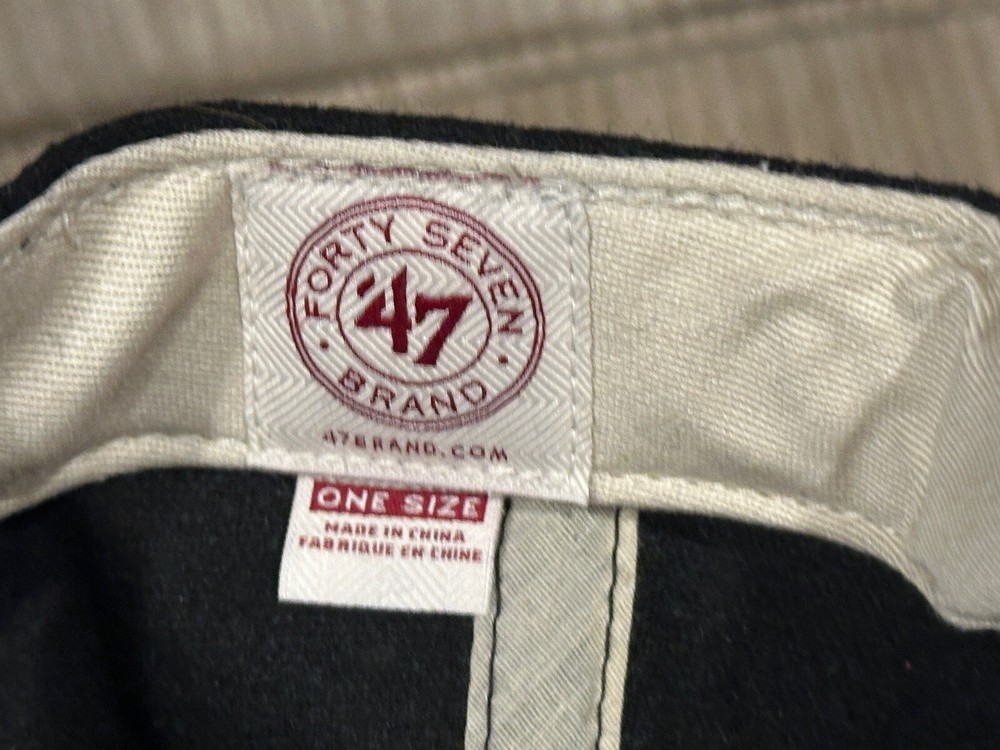 FORTY SEVEN
'47
BRAND
47BRAND.COM
ONE SIZE
MADE IN CHINA
FABRIQUE EN CHINE